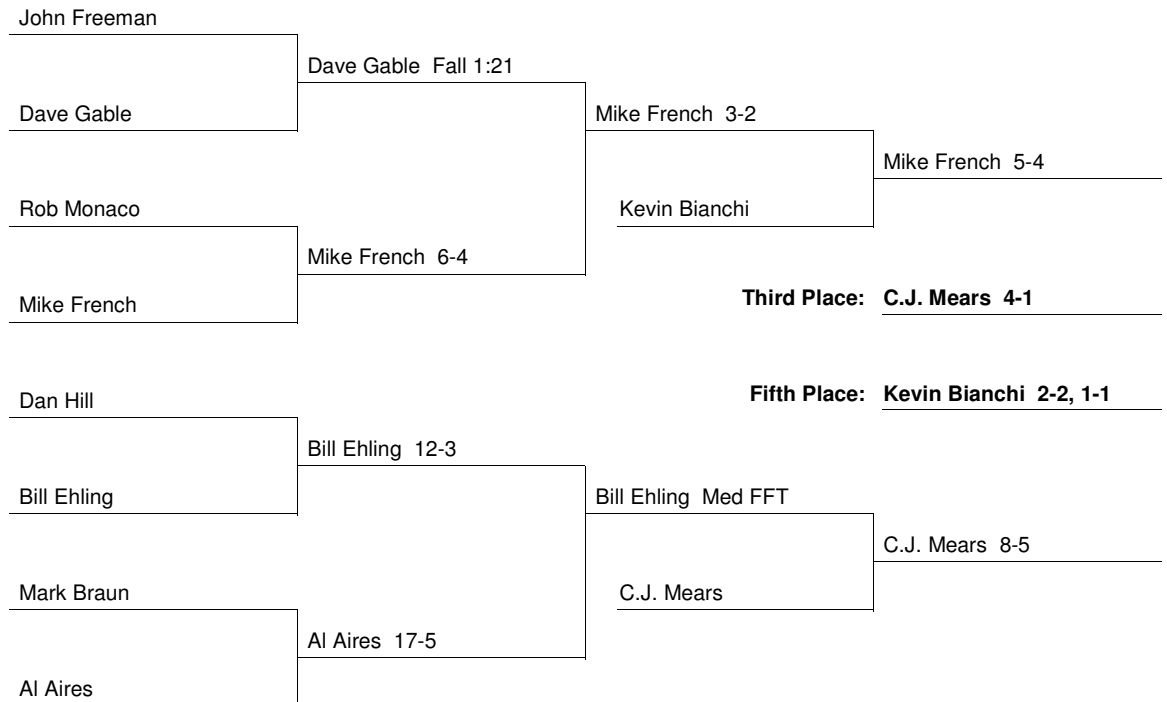 John Freeman
Dave Gable Fall 1:21
Dave Gable
Mike French 3-2
Mike French 5-4
Rob Monaco
Kevin Bianchi
Mike French 6-4
Mike French
Third Place: C.J. Mears 4-1
Dan Hill
Fifth Place: Kevin Bianchi 2-2, 1-1
Bill Ehling 12-3
Bill Ehling
Bill Ehling Med FFT
C.J. Mears 8-5
Mark Braun
C.J. Mears
Al Aires 17-5
Al Aires